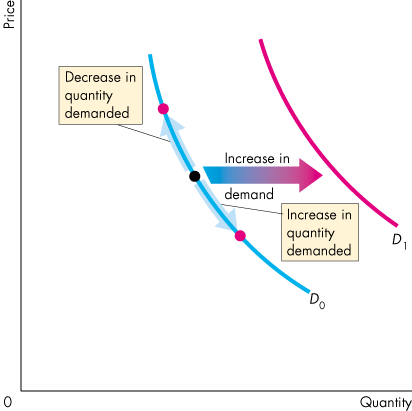 Price
Decrease in
quantity
demanded
Increase in
demand
Increase in
quantity
demanded
D1
D0
0
Quantity